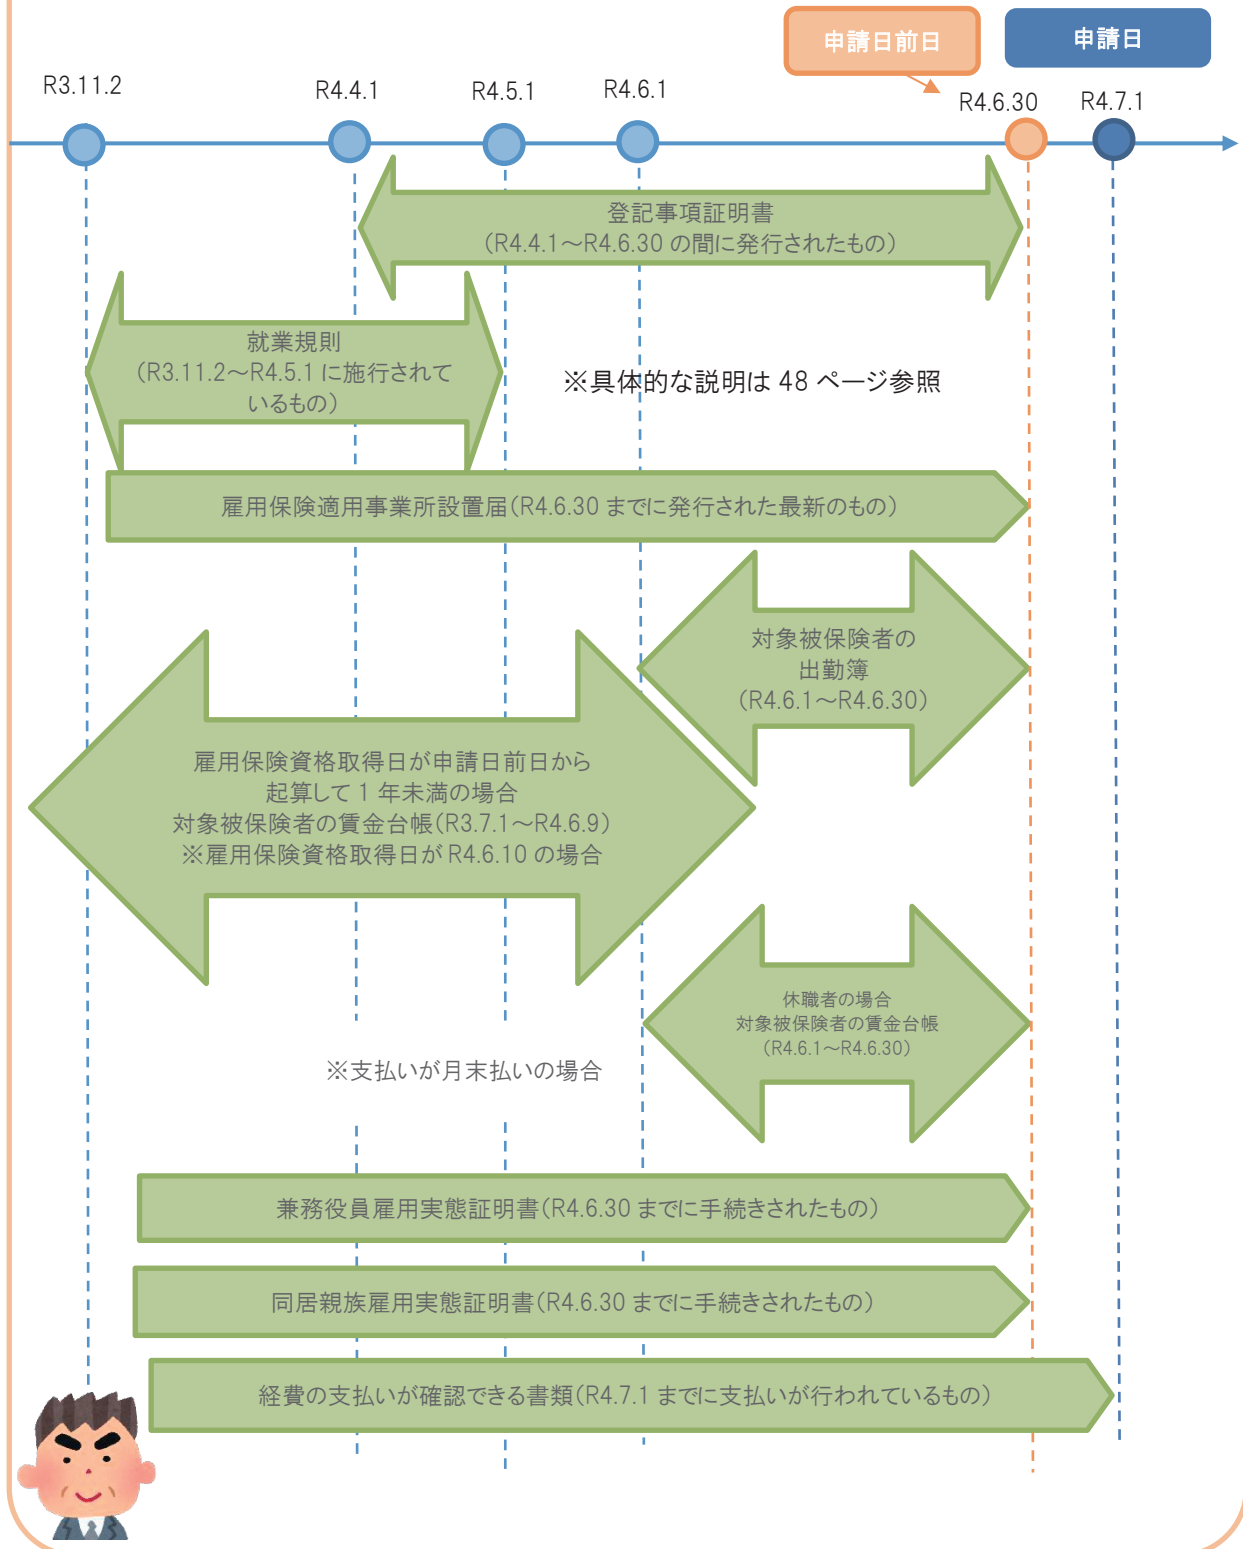 申請日前日
申請日
R3.11.2
R4.4.1
R4.5.1
R4.6.1
R4.6.30
R4.7.1
登記事項証明書
（R4.4.1～R4.6.30 の間に発行されたもの）
就業規則
（R3.11.2～R4.5.1 に施行されて
いるもの）
※具体的な説明は 48 ページ参照
雇用保険適用事業所設置届（R4.6.30 までに発行された最新のもの）
対象被保険者の
出勤簿
（R4.6.1～R4.6.30）
雇用保険資格取得日が申請日前日から
起算して 1 年未満の場合
対象被保険者の賃金台帳（R3.7.1～R4.6.9）
※雇用保険資格取得日が R4.6.10 の場合
休職者の場合
対象被保険者の賃金台帳
（R4.6.1～R4.6.30）
※支払いが月末払いの場合
兼務役員雇用実態証明書（R4.6.30 までに手続きされたもの）
同居親族雇用実態証明書（R4.6.30 までに手続きされたもの）
経費の支払いが確認できる書類（R4.7.1 までに支払いが行われているもの）